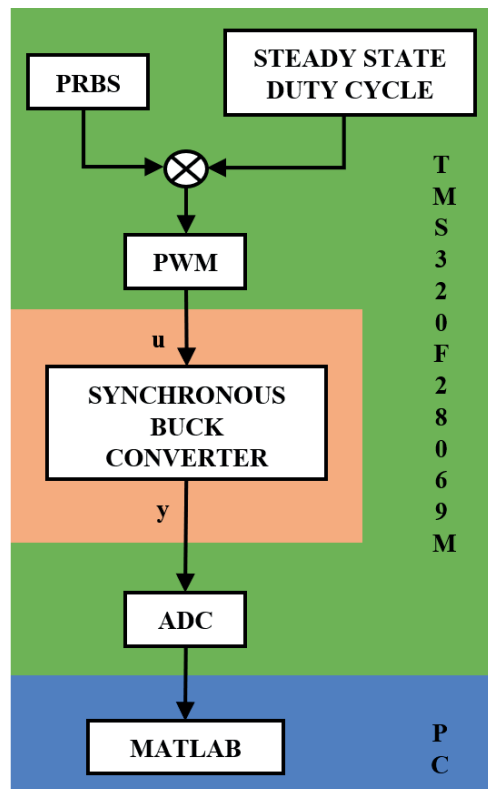 PRBS
STEADY STATE
DUTY CYCLE
PWM
u
SYNCHRONOUS
BUCK
CONVERTER
y
ADC
MATLAB
T
M
S
3
2
0
F
2
8
0
6
9
M
P
C